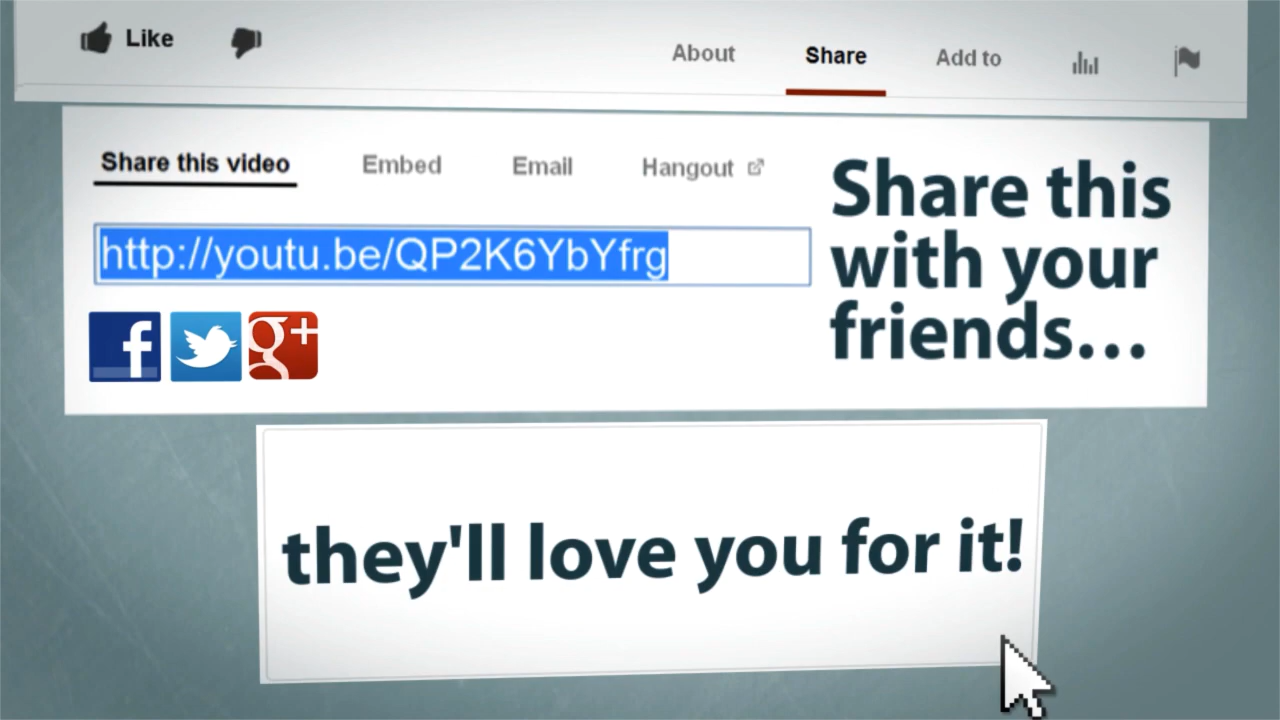 Like
About
Share
Add to
Share this video
Embed
Email
Hangout
http://youtu.be/QP2K6YbYfrg
f
g+
Share this
with your
friends...
they'll love you for it!